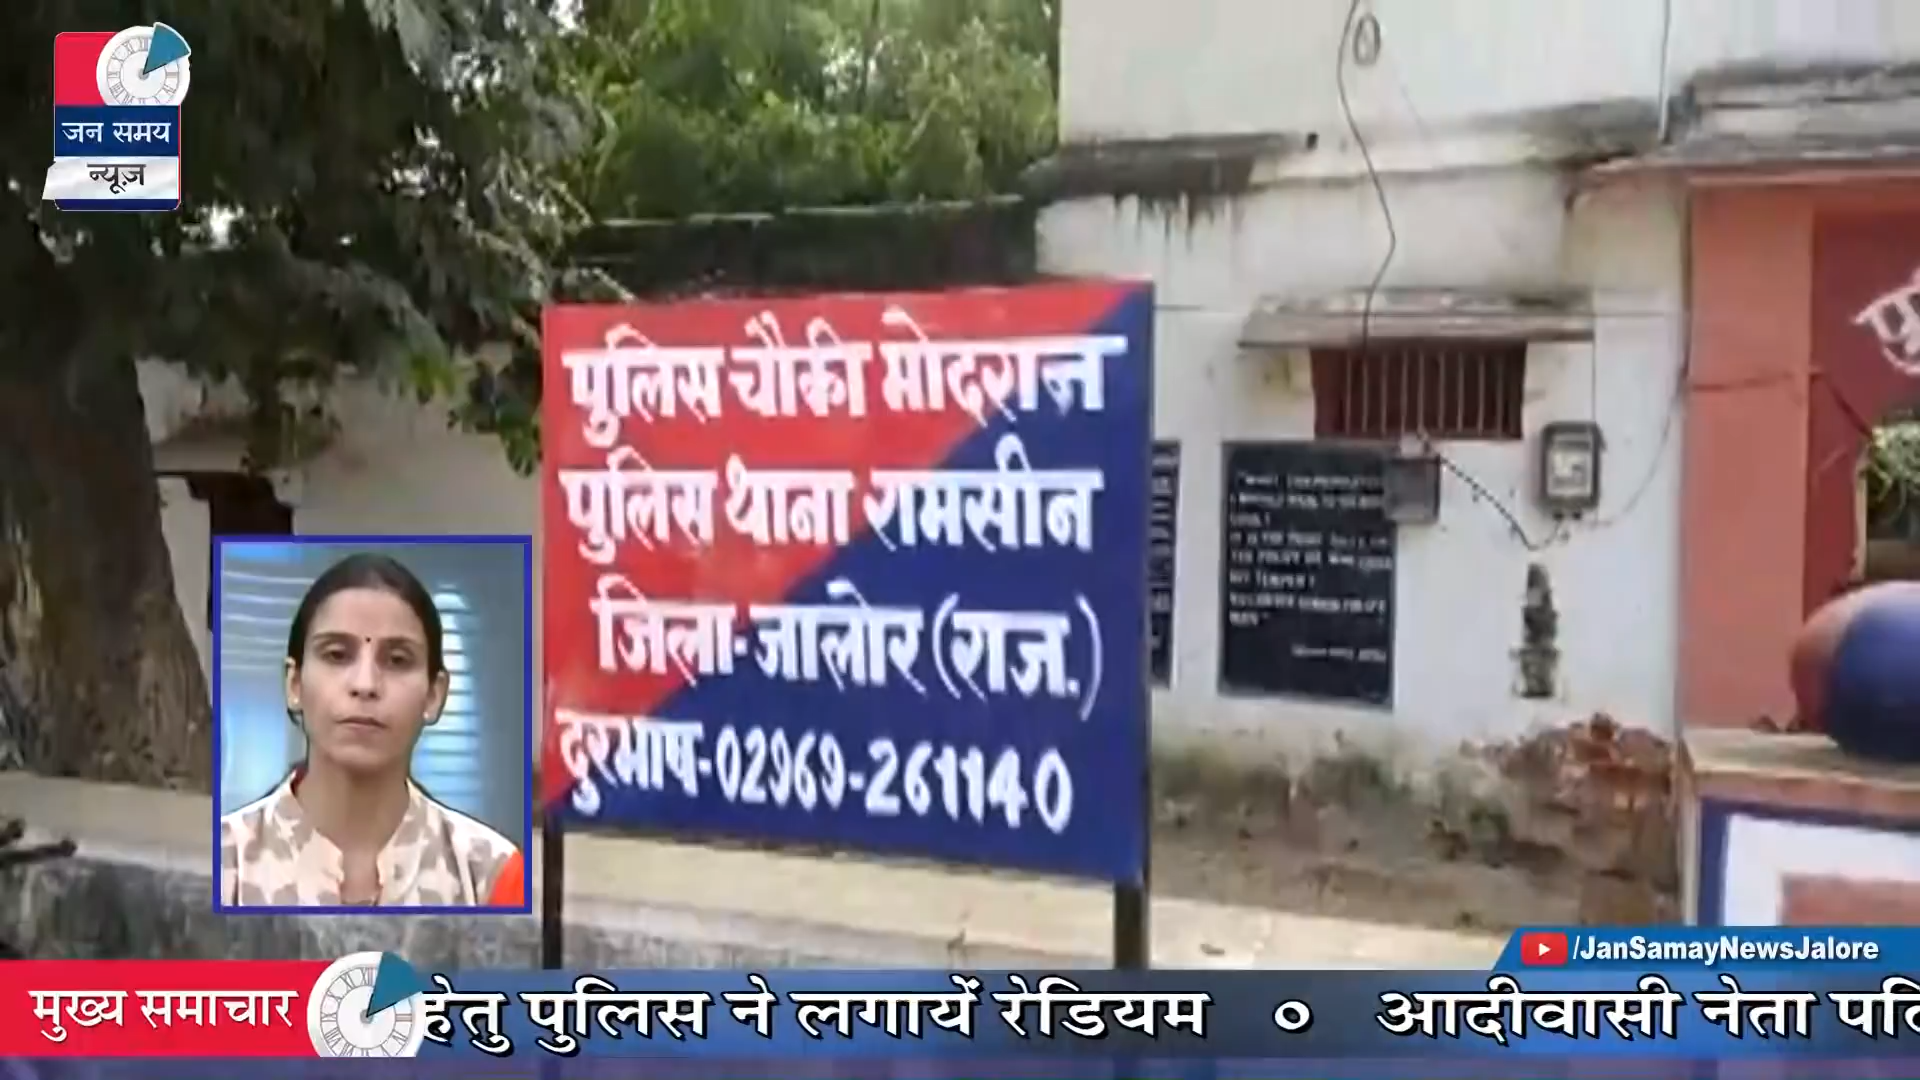 जन समय
न्यूज़
पुलिस चौकी मोदरान
पुलिस थाना रामसीन
जिला-जालोर (राज.)
दुरभाष-02969-261140
/JanSamayNewsJalore
मुख्य समाचार
हेतु पुलिस ने लगायें रेडियम o आदीवासी नेता